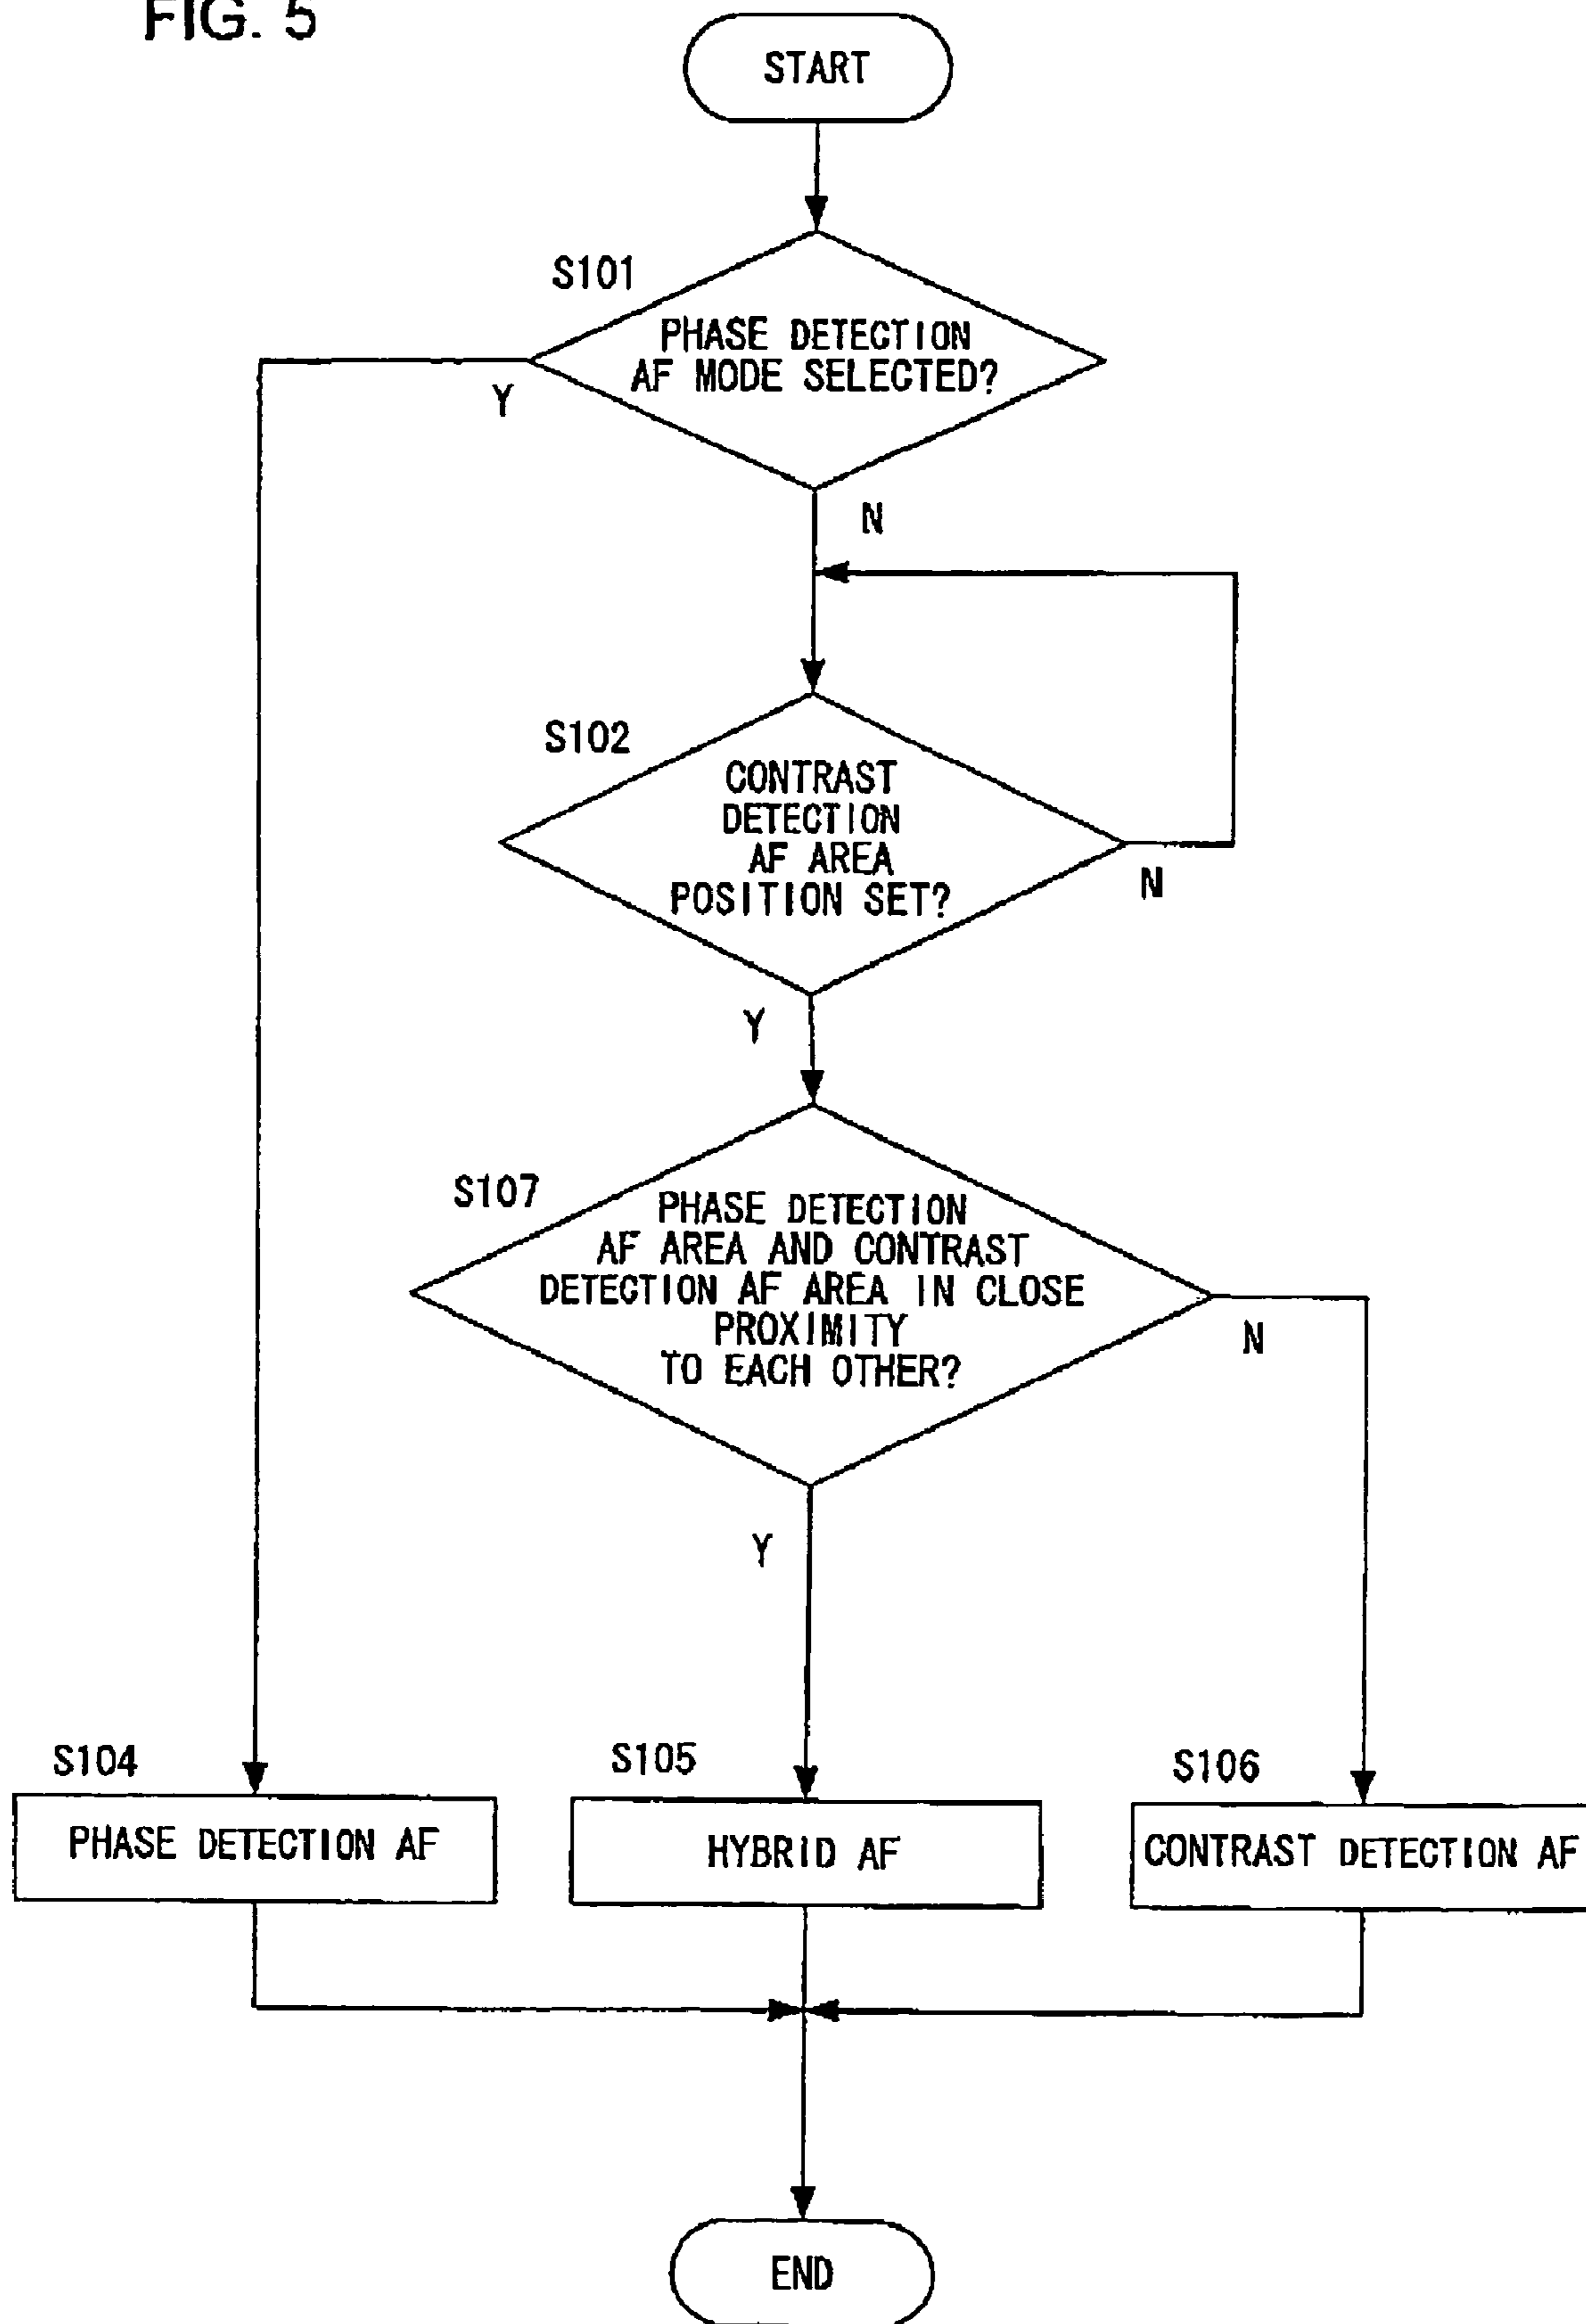 FIG. 5
START
S101
PHASE DETECTION
AF MODE SELECTED?
Y
N
S102
CONTRAST
DETECTION
AF AREA
POSITION SET?
N
Y
S107
PHASE DETECTION
AF AREA AND CONTRAST
DETECTION AF AREA IN CLOSE
PROXIMITY
TO EACH OTHER?
N
Y
S104
S105
S106
PHASE DETECTION AF
HYBRID AF
CONTRAST DETECTION AF
END